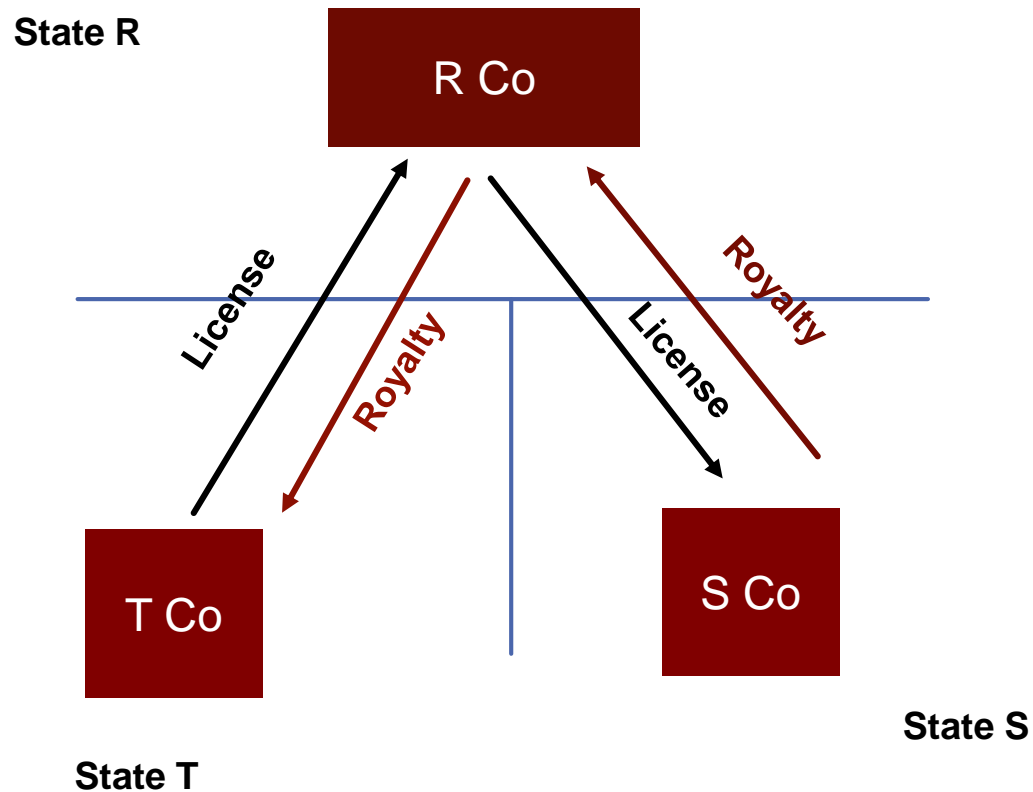 State R
R Co
License
Royalty
License
Royalty
T Co
S Co
State S
State T